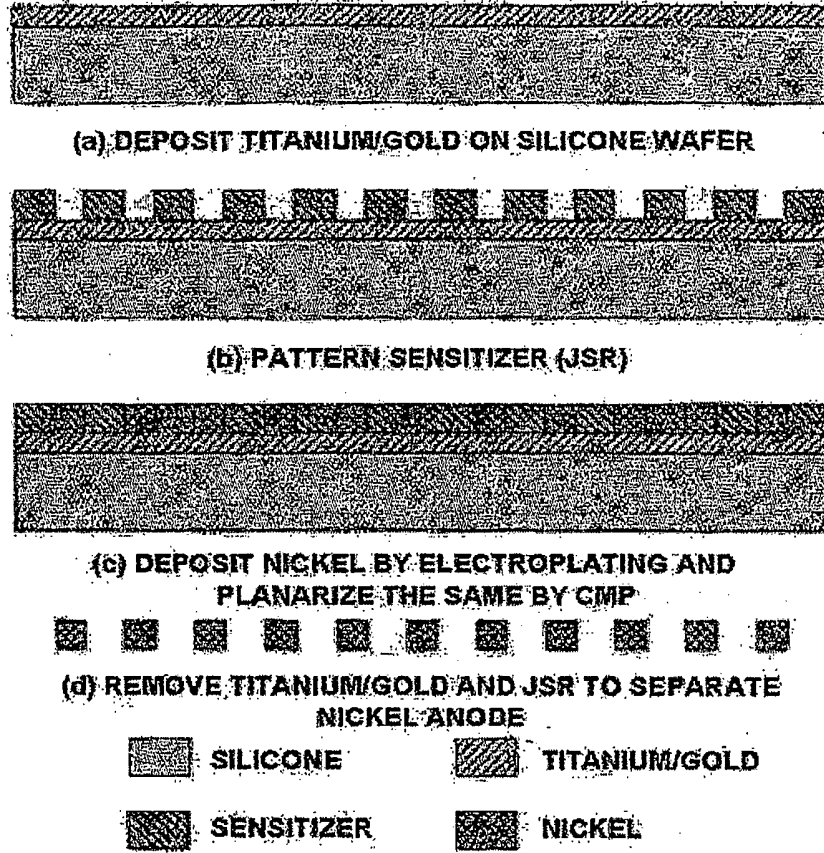 (a) DEPOSIT TITANIUM/GOLD ON SILICONE WAFER
(b) PATTERN SENSITIZER (JSR)
(c) DEPOSIT NICKEL BY ELECTROPLATING AND
PLANARIZE THE SAME BY CMP
(d) REMOVE TITANIUM/GOLD AND JSR TO SEPARATE
NICKEL ANODE
SILICONE TITANIUM/GOLD
SENSITIZER NICKEL